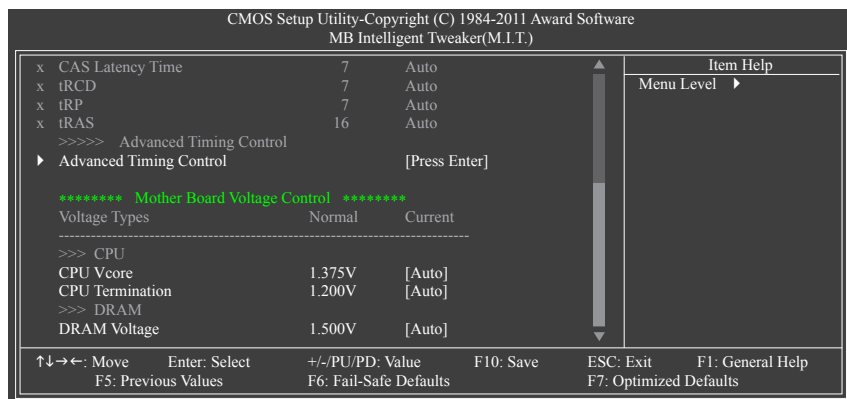 CMOS Setup Utility-Copyright (C) 1984-2011 Award Software
MB Intelligent Tweaker(M.I.T.)
x CAS Latency Time 7 Auto
x tRCD 7 Auto
x tRP 7 Auto
x tRAS 16 Auto
>>>>> Advanced Timing Control
Advanced Timing Control [Press Enter]
******** Mother Board Voltage Control ********
Voltage Types Normal Current
-----------------------------------------------------------------------------
>>> CPU
CPU Vcore 1.375V [Auto]
CPU Termination 1.200V [Auto]
>>> DRAM
DRAM Voltage 1.500V [Auto]
Item Help
Menu Level
↑↓→←: Move Enter: Select +/-/PU/PD: Value F10: Save ESC: Exit F1: General Help
F5: Previous Values F6: Fail-Safe Defaults F7: Optimized Defaults